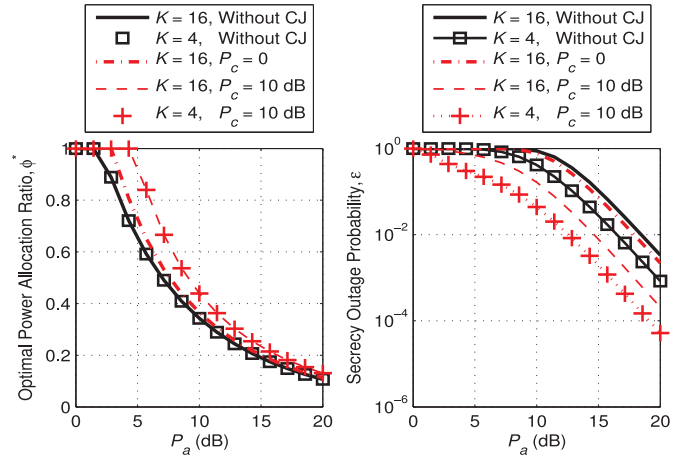 K = 16, Without CJ
K = 4, Without CJ
K = 16, P_c = 0
K = 16, P_c = 10 dB
K = 4, P_c = 10 dB
Optimal Power Allocation Ratio, ϕ*
1
0.8
0.6
0.4
0.2
0
0 5 10 15 20
P_a (dB)
K = 16, Without CJ
K = 4, Without CJ
K = 16, P_c = 0
K = 16, P_c = 10 dB
K = 4, P_c = 10 dB
Secrecy Outage Probability, ε
10^0
10^−2
10^−4
10^−6
0 5 10 15 20
P_a (dB)